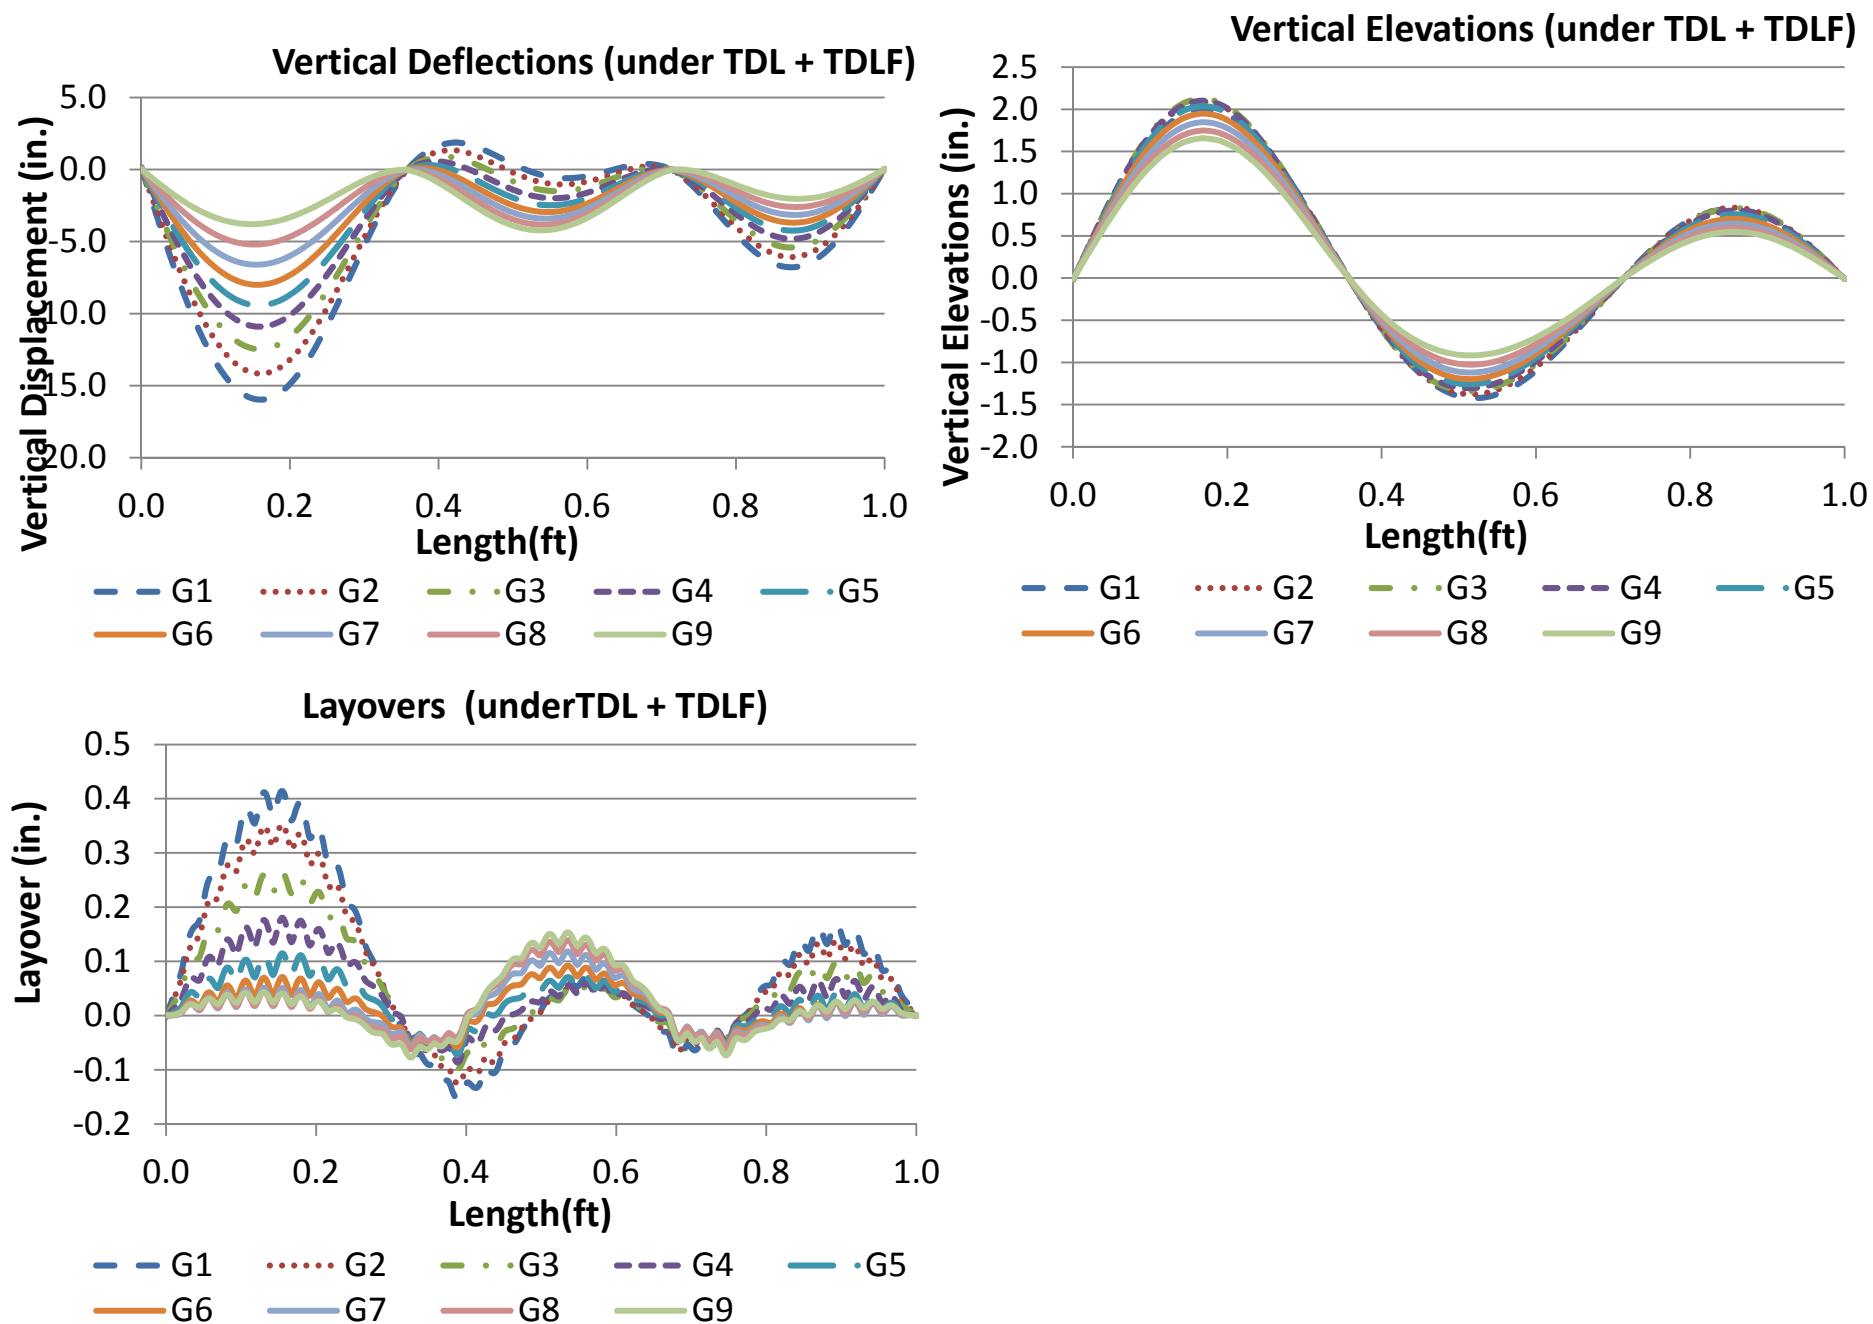 Vertical Deflections (under TDL + TDLF)
Vertical Displacement (in.)
5.0
0.0
-5.0
-10.0
-15.0
-20.0
0.0 0.2 0.4 0.6 0.8 1.0
Length(ft)
G1 G2 G3 G4 G5
G6 G7 G8 G9
Vertical Elevations (under TDL + TDLF)
Vertical Elevations (in.)
2.5
2.0
1.5
1.0
0.5
0.0
-0.5
-1.0
-1.5
-2.0
0.0 0.2 0.4 0.6 0.8 1.0
Length(ft)
G1 G2 G3 G4 G5
G6 G7 G8 G9
Layovers (underTDL + TDLF)
Layover (in.)
0.5
0.4
0.3
0.2
0.1
0.0
-0.1
-0.2
0.0 0.2 0.4 0.6 0.8 1.0
Length(ft)
G1 G2 G3 G4 G5
G6 G7 G8 G9